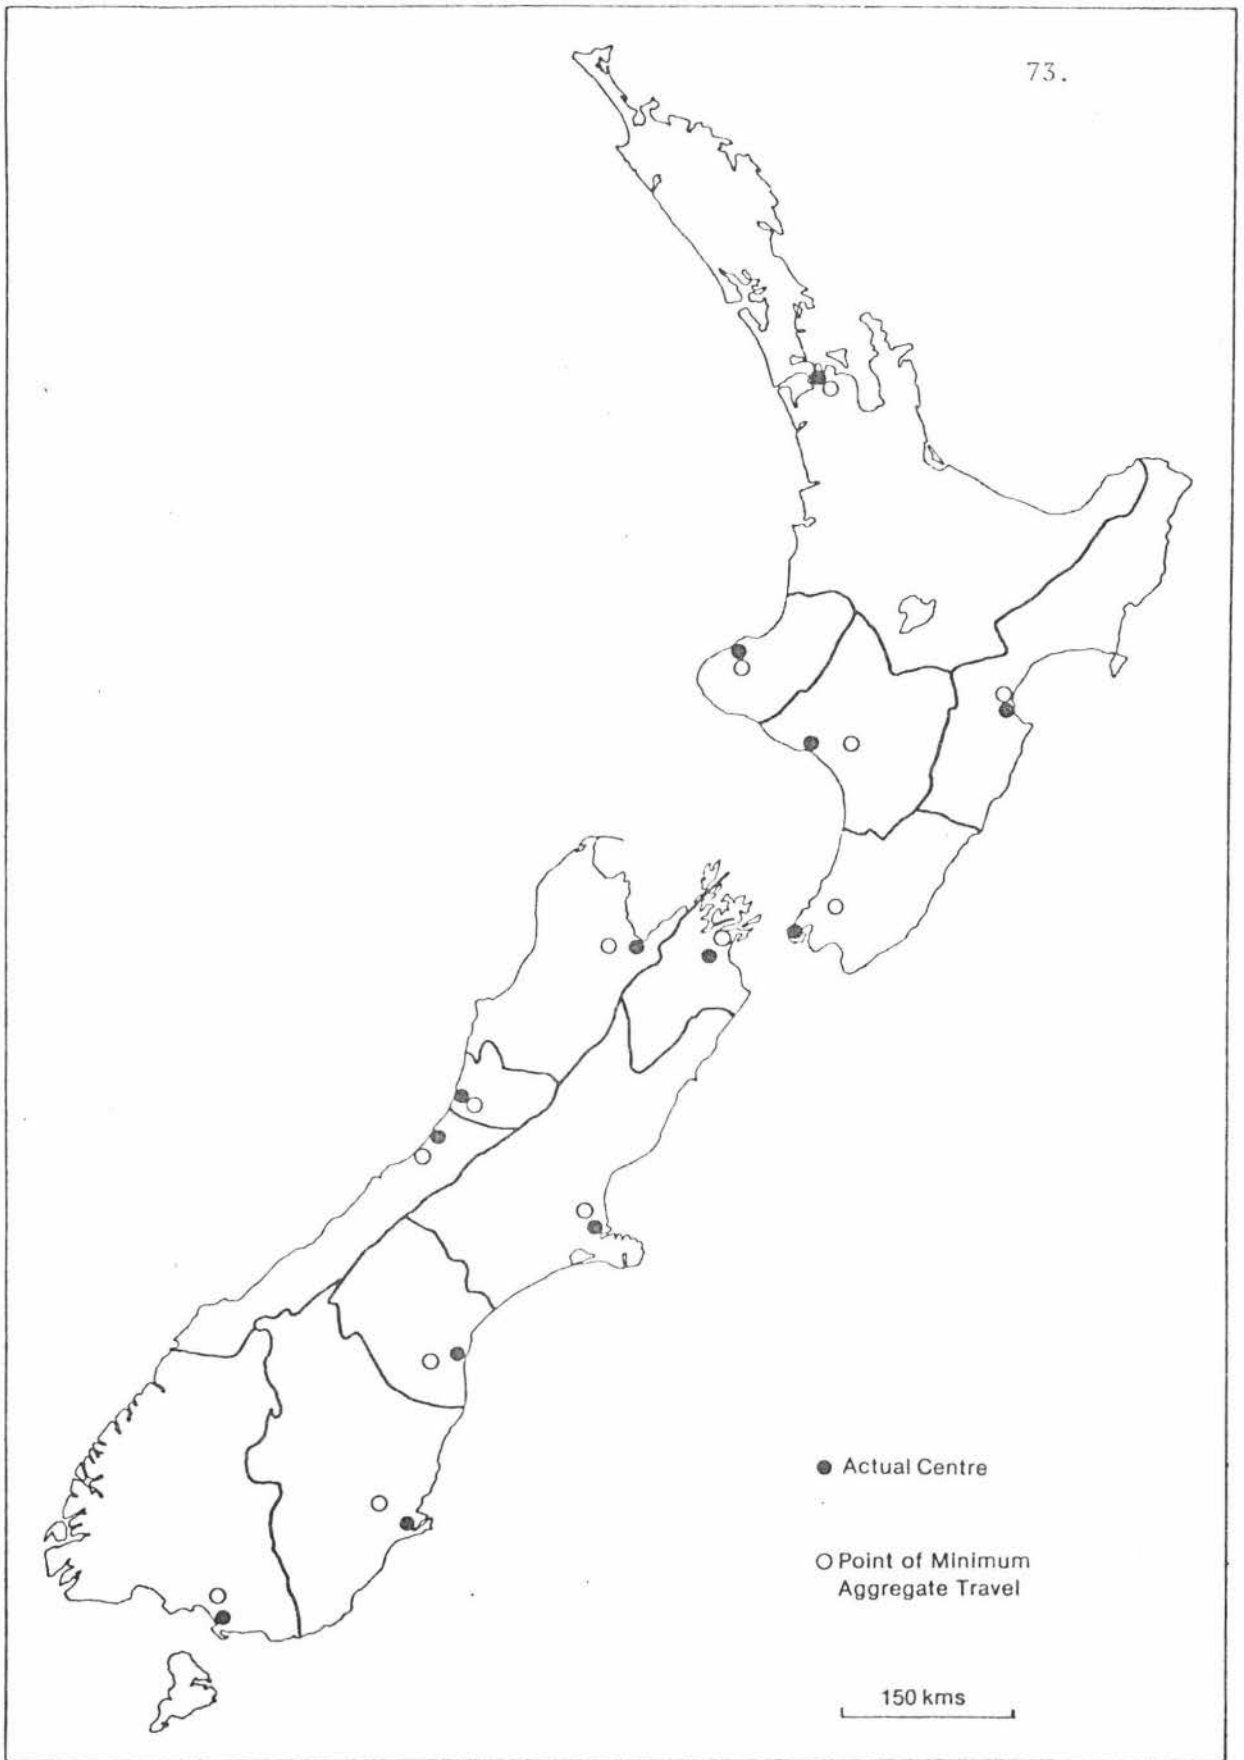 73.
Actual Centre
Point of Minimum
Aggregate Travel
150 kms